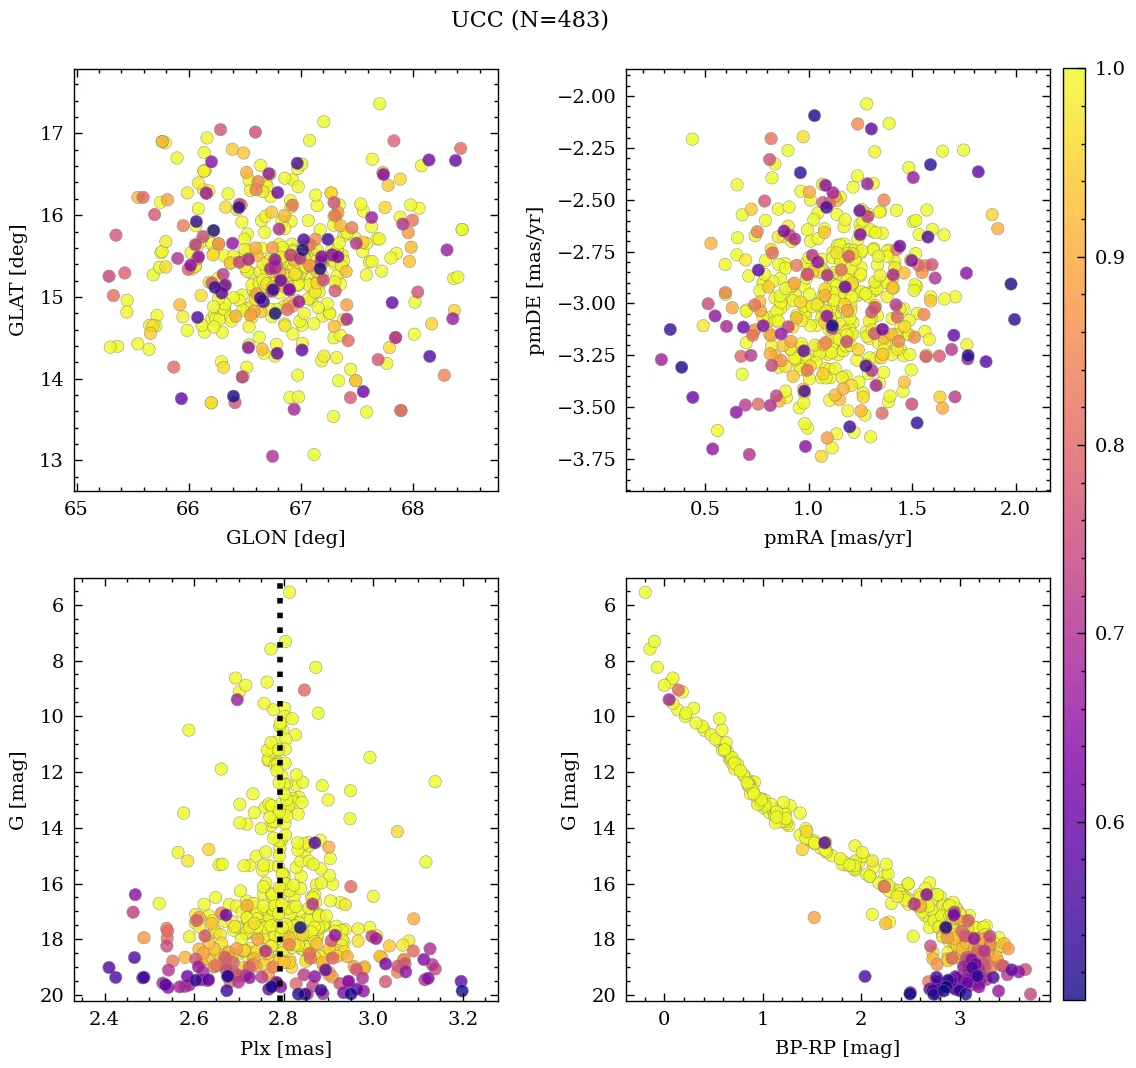 UCC (N=483)
17
16
15
14
13
GLAT [deg]
65 66 67 68
GLON [deg]
−2.00
−2.25
−2.50
−2.75
−3.00
−3.25
−3.50
−3.75
pmDE [mas/yr]
0.5 1.0 1.5 2.0
pmRA [mas/yr]
6
8
10
12
14
16
18
20
G [mag]
2.4 2.6 2.8 3.0 3.2
Plx [mas]
6
8
10
12
14
16
18
20
G [mag]
0 1 2 3
BP-RP [mag]
1.0
0.9
0.8
0.7
0.6